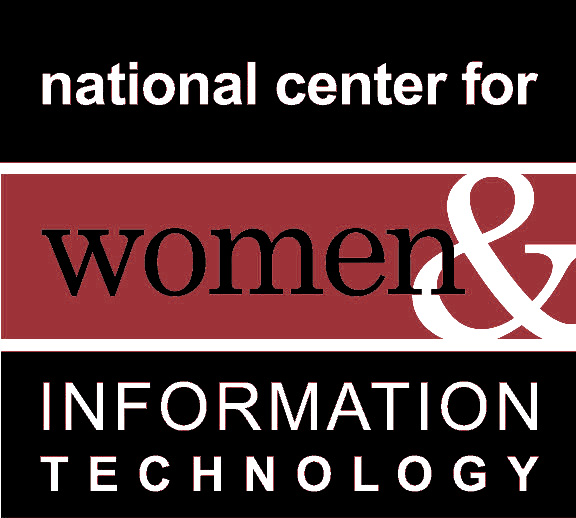 national center for
women &
INFORMATION
TECHNOLOGY